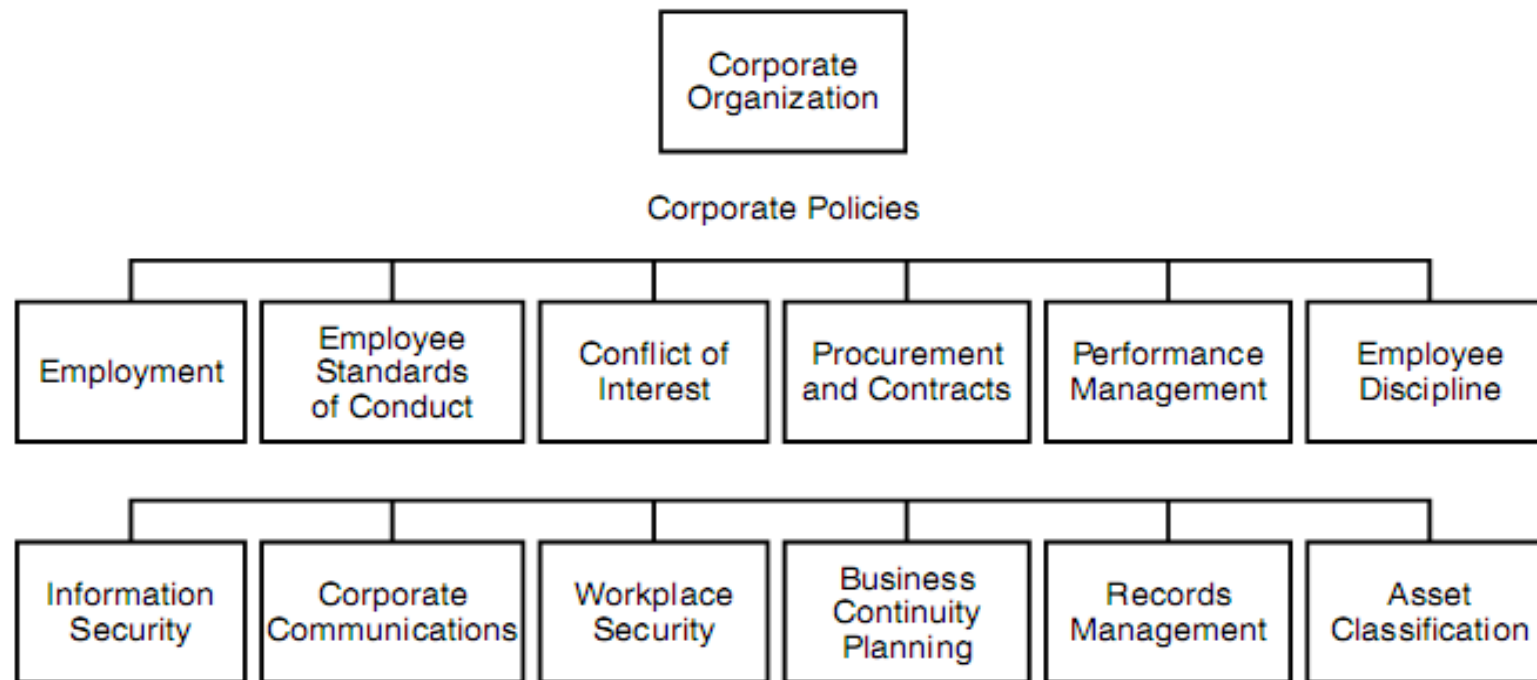 Corporate
Organization
Corporate Policies
Employment
Employee
Standards
of Conduct
Conflict of
Interest
Procurement
and Contracts
Performance
Management
Employee
Discipline
Information
Security
Corporate
Communications
Workplace
Security
Business
Continuity
Planning
Records
Management
Asset
Classification